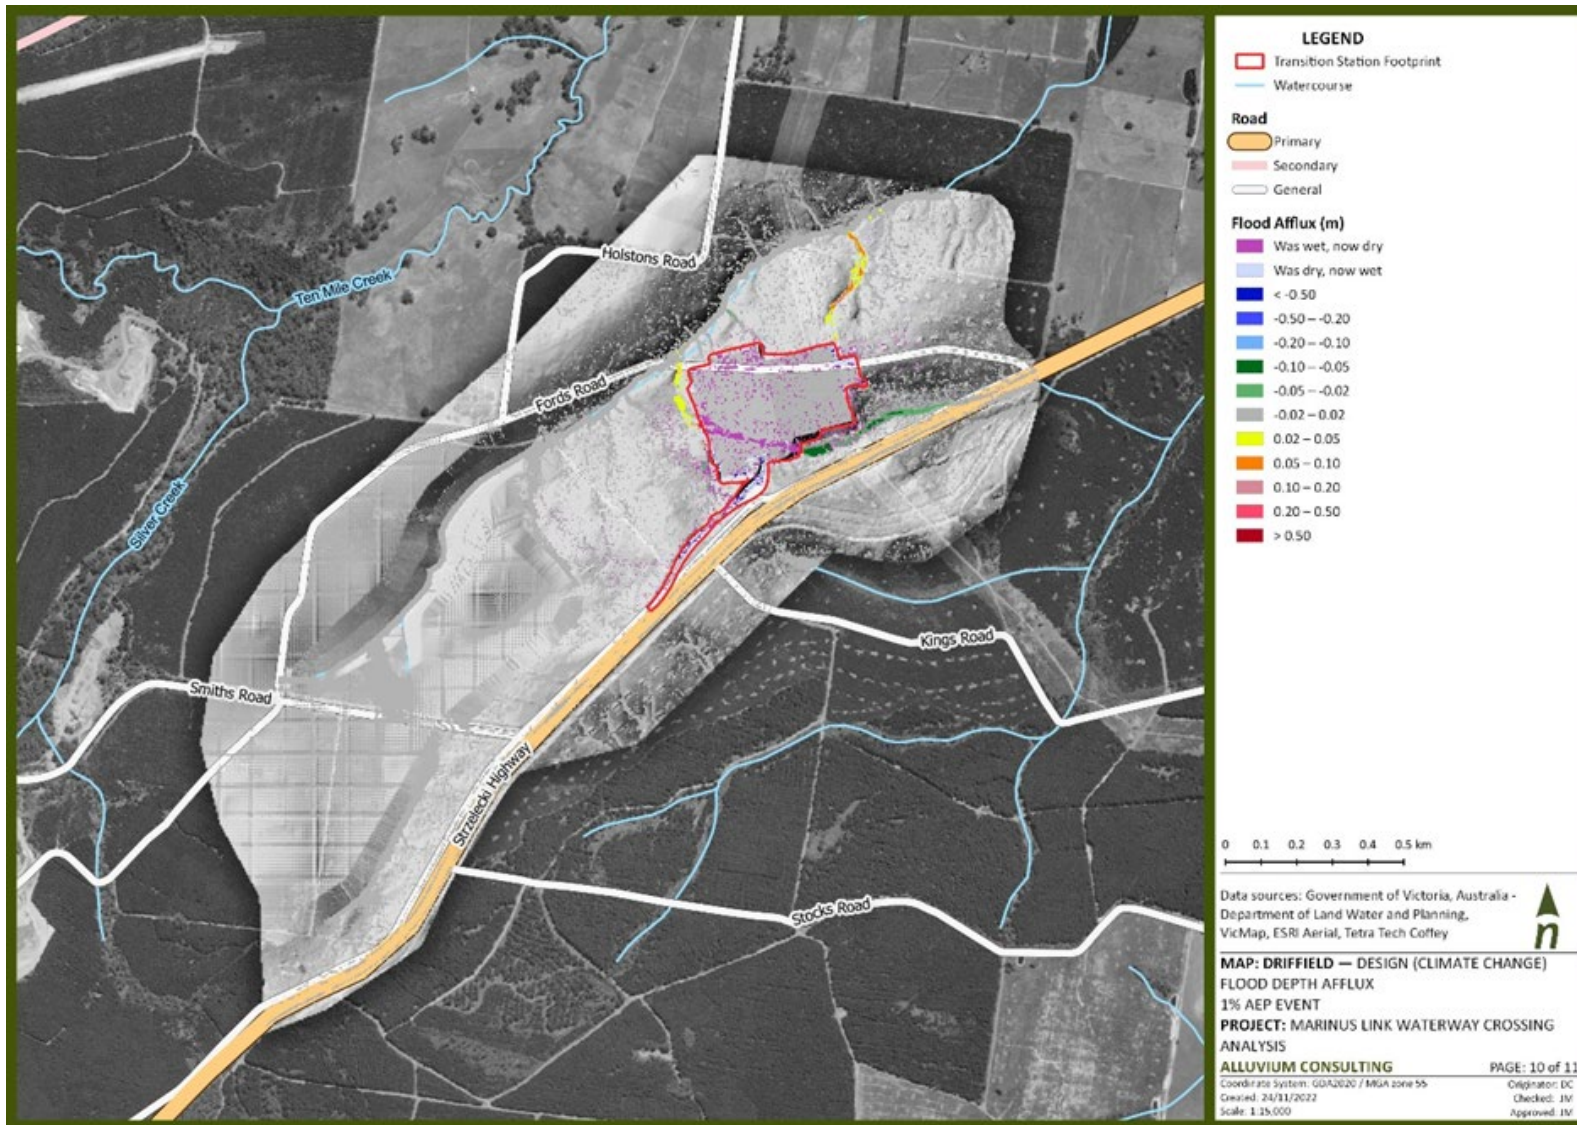 Holstons Road
Ten Mile Creek
Fords Road
Silver Creek
Kings Road
Smiths Road
Strzelecki Highway
Stocks Road
LEGEND
Transition Station Footprint
Watercourse
Road
Primary
Secondary
General
Flood Afflux (m)
Was wet, now dry
Was dry, now wet
< -0.50
-0.50 – -0.20
-0.20 – -0.10
-0.10 – -0.05
-0.05 – -0.02
-0.02 – 0.02
0.02 – 0.05
0.05 – 0.10
0.10 – 0.20
0.20 – 0.50
> 0.50
0 0.1 0.2 0.3 0.4 0.5 km
Data sources: Government of Victoria, Australia -
Department of Land Water and Planning,
VicMap, ESRI Aerial, Tetra Tech Coffey
n
MAP: DRIFFIELD — DESIGN (CLIMATE CHANGE)
FLOOD DEPTH AFFLUX
1% AEP EVENT
PROJECT: MARINUS LINK WATERWAY CROSSING
ANALYSIS
ALLUVIUM CONSULTING PAGE: 10 of 11
Coordinate System: GDA2020 / MGA zone 55 Originator: DC
Created: 24/11/2022 Checked: JM
Scale: 1:15,000 Approved: JM